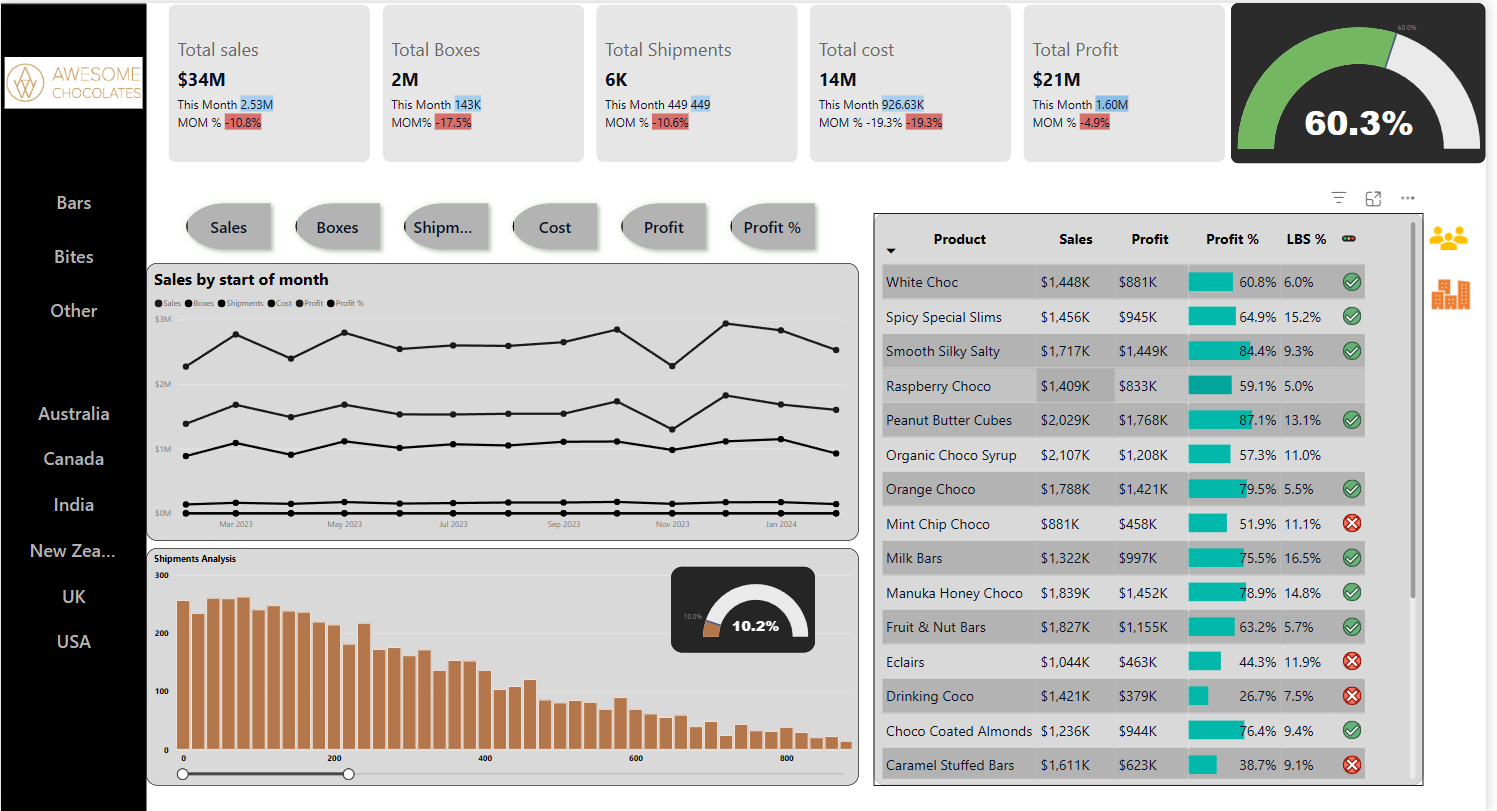 AWESOME
CHOCOLATES
Bars
Bites
Other
Australia
Canada
India
New Zea...
UK
USA
Total sales
$34M
This Month 2.53M
MOM % -10.8%
Total Boxes
2M
This Month 143K
MOM% -17.5%
Total Shipments
6K
This Month 449 449
MOM % -10.6%
Total cost
14M
This Month 926.63K
MOM % -19.3% -19.3%
Total Profit
$21M
This Month 1.60M
MOM % -4.9%
60.0%
60.3%
Sales
Boxes
Shipm...
Cost
Profit
Profit %
Sales by start of month
Sales Boxes Shipments Cost Profit Profit %
$3M
$2M
$1M
$0M
Mar 2023 May 2023 Jul 2023 Sep 2023 Nov 2023 Jan 2024
Shipments Analysis
300
200
100
0
0 200 400 600 800
10.0%
10.2%
Product Sales Profit Profit % LBS %
White Choc $1,448K $881K 60.8% 6.0%
Spicy Special Slims $1,456K $945K 64.9% 15.2%
Smooth Silky Salty $1,717K $1,449K 84.4% 9.3%
Raspberry Choco $1,409K $833K 59.1% 5.0%
Peanut Butter Cubes $2,029K $1,768K 87.1% 13.1%
Organic Choco Syrup $2,107K $1,208K 57.3% 11.0%
Orange Choco $1,788K $1,421K 79.5% 5.5%
Mint Chip Choco $881K $458K 51.9% 11.1%
Milk Bars $1,322K $997K 75.5% 16.5%
Manuka Honey Choco $1,839K $1,452K 78.9% 14.8%
Fruit & Nut Bars $1,827K $1,155K 63.2% 5.7%
Eclairs $1,044K $463K 44.3% 11.9%
Drinking Coco $1,421K $379K 26.7% 7.5%
Choco Coated Almonds $1,236K $944K 76.4% 9.4%
Caramel Stuffed Bars $1,611K $623K 38.7% 9.1%